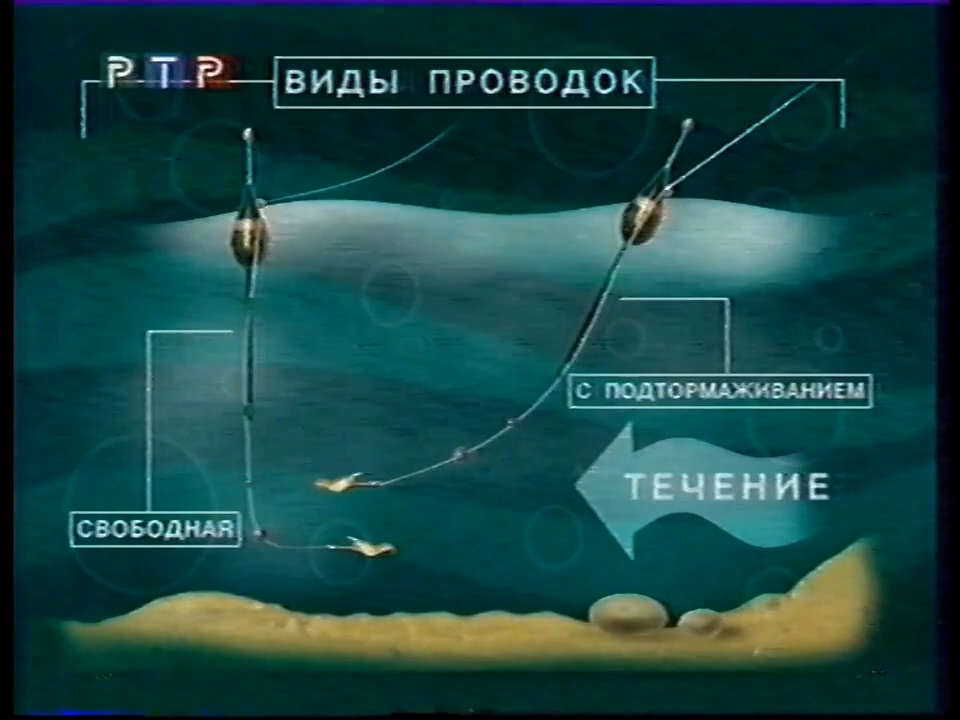 РТР
ВИДЫ ПРОВОДОК
С ПОДТОРМАЖИВАНИЕМ
ТЕЧЕНИЕ
СВОБОДНАЯ